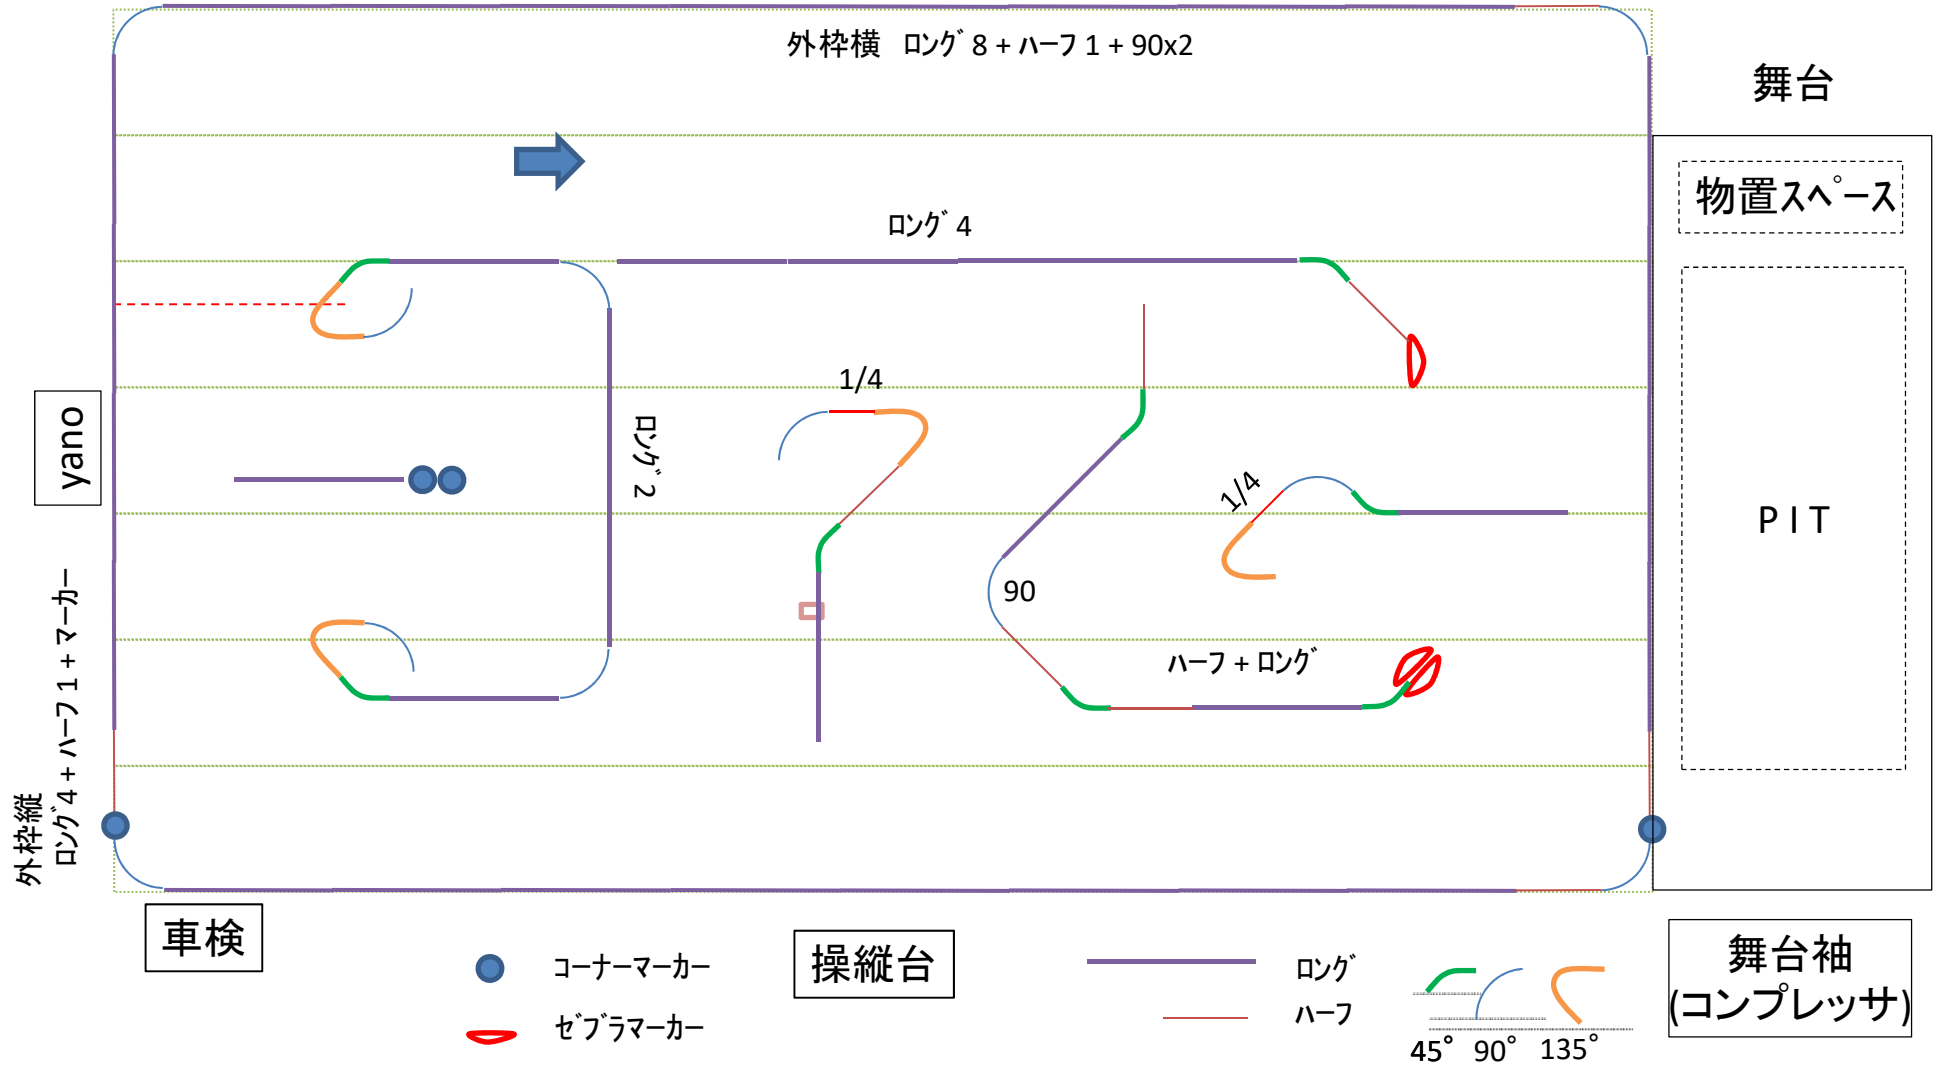 外枠横　ﾛﾝｸﾞ 8 + ﾊｰﾌ 1 + 90x2
舞台
物置ｽﾍﾟｰｽ
ﾛﾝｸﾞ 4
1/4
yano
ﾛﾝｸﾞ 2
1/4
P I T
90
ﾊｰﾌ + ﾛﾝｸﾞ
外枠縦
ﾛﾝｸﾞ 4 + ﾊｰﾌ 1 + ﾏｰｶｰ
車検
ｺｰﾅｰﾏｰｶｰ
ｾﾞﾌﾞﾗﾏｰｶｰ
操縦台
ﾛﾝｸﾞ
ﾊｰﾌ
45°
90°
135°
舞台袖
(コンプレッサ)